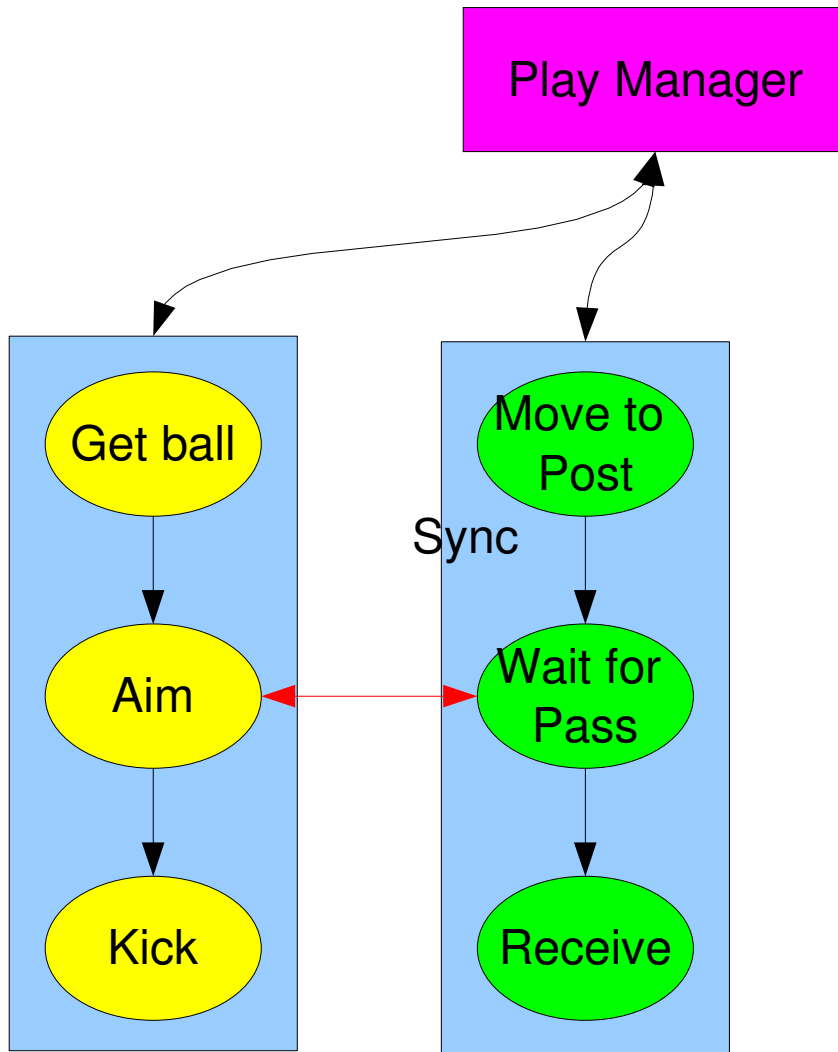 Play Manager
Get ball
Move to
Post
Sync
Aim
Wait for
Pass
Kick
Receive